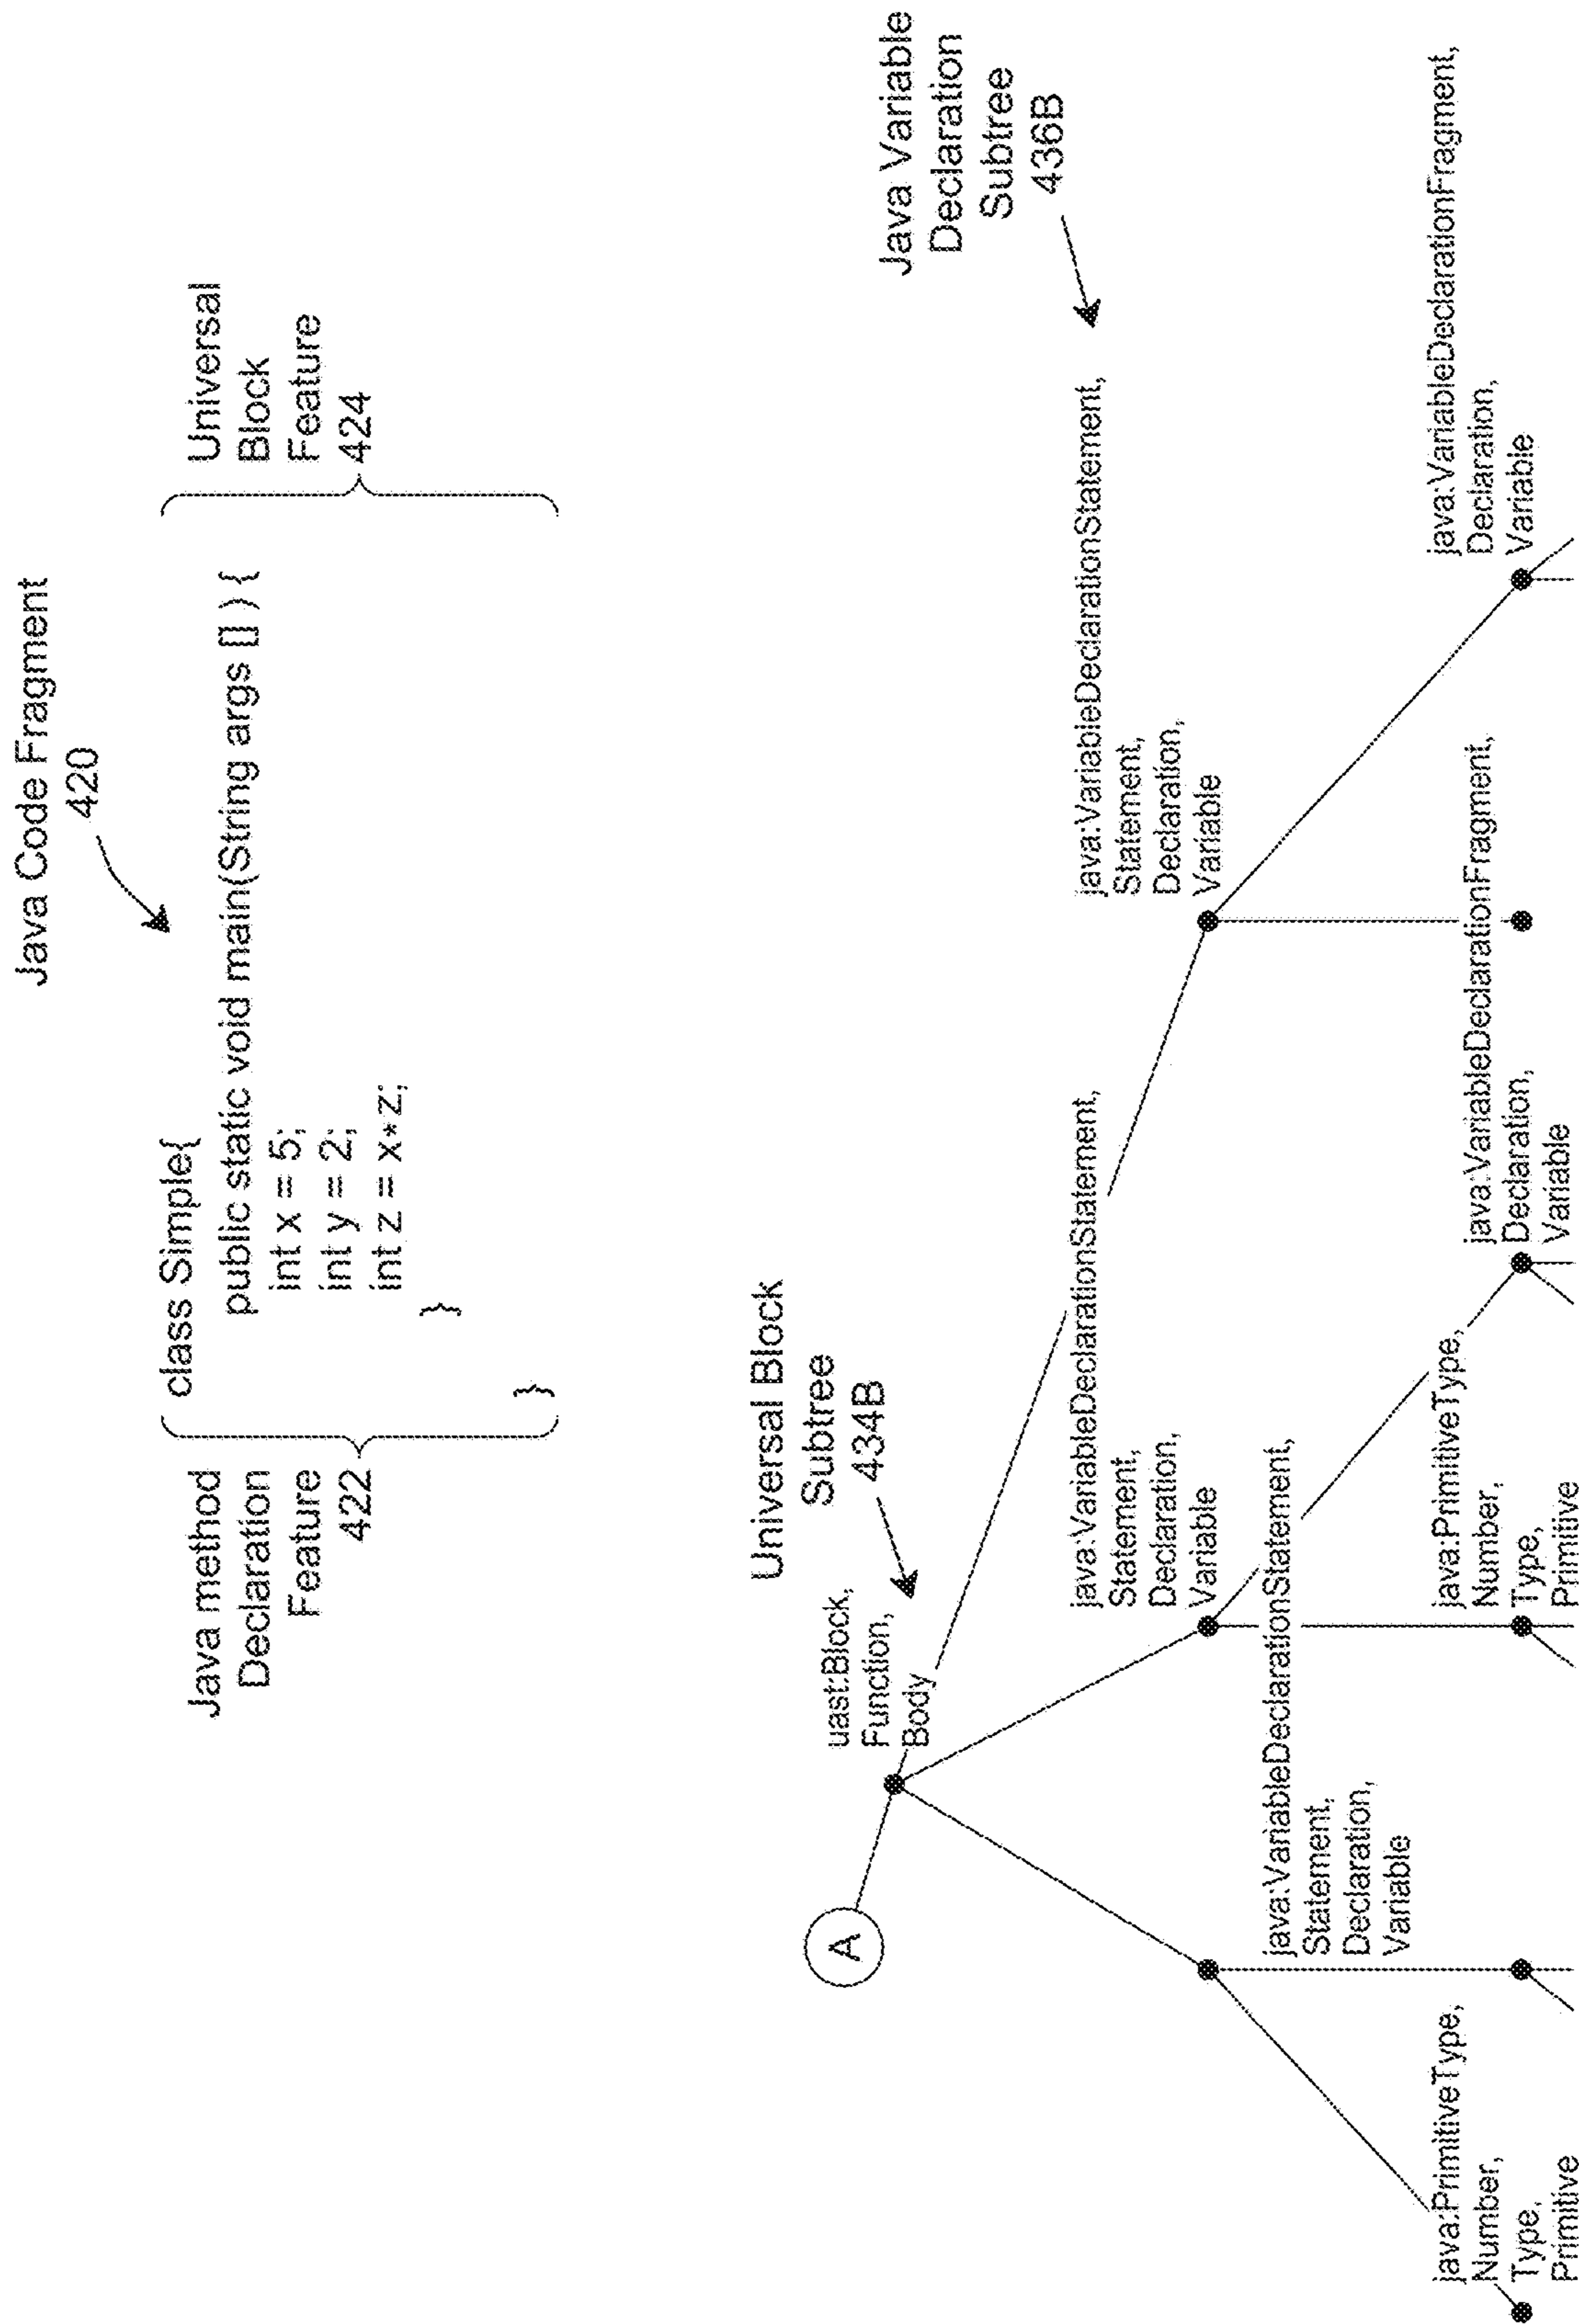 Java Code Fragment
420
Java method
Declaration
Feature
422
class Simple{
public static void main(String args [] ) {
int x = 5;
int y = 2;
int z = x*z;
}
}
Universal
Block
Feature
424
Universal Block
Subtree
434B
Java Variable
Declaration
Subtree
436B
A
uast:Block,
Function,
Body
java:VariableDeclarationStatement,
Statement,
Declaration,
Variable
java:VariableDeclarationStatement,
Statement,
Declaration,
Variable
java:VariableDeclarationStatement,
Statement,
Declaration,
Variable
java:PrimitiveType,
Number,
Type,
Primitive
java:PrimitiveType,
Number,
Type,
Primitive
java:VariableDeclarationFragment,
Declaration,
Variable
java:VariableDeclarationFragment,
Declaration,
Variable